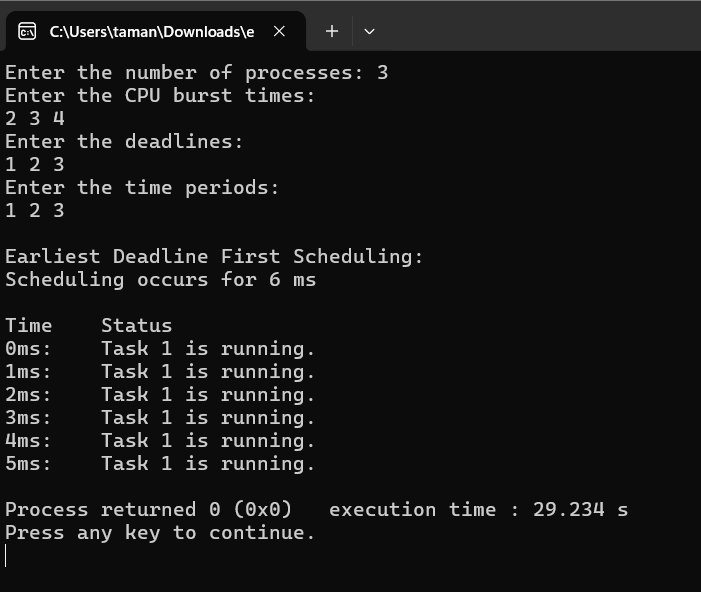 C:\Users\taman\Downloads\e
Enter the number of processes: 3
Enter the CPU burst times:
2 3 4
Enter the deadlines:
1 2 3
Enter the time periods:
1 2 3
Earliest Deadline First Scheduling:
Scheduling occurs for 6 ms
Time    Status
0ms:    Task 1 is running.
1ms:    Task 1 is running.
2ms:    Task 1 is running.
3ms:    Task 1 is running.
4ms:    Task 1 is running.
5ms:    Task 1 is running.
Process returned 0 (0x0)   execution time : 29.234 s
Press any key to continue.